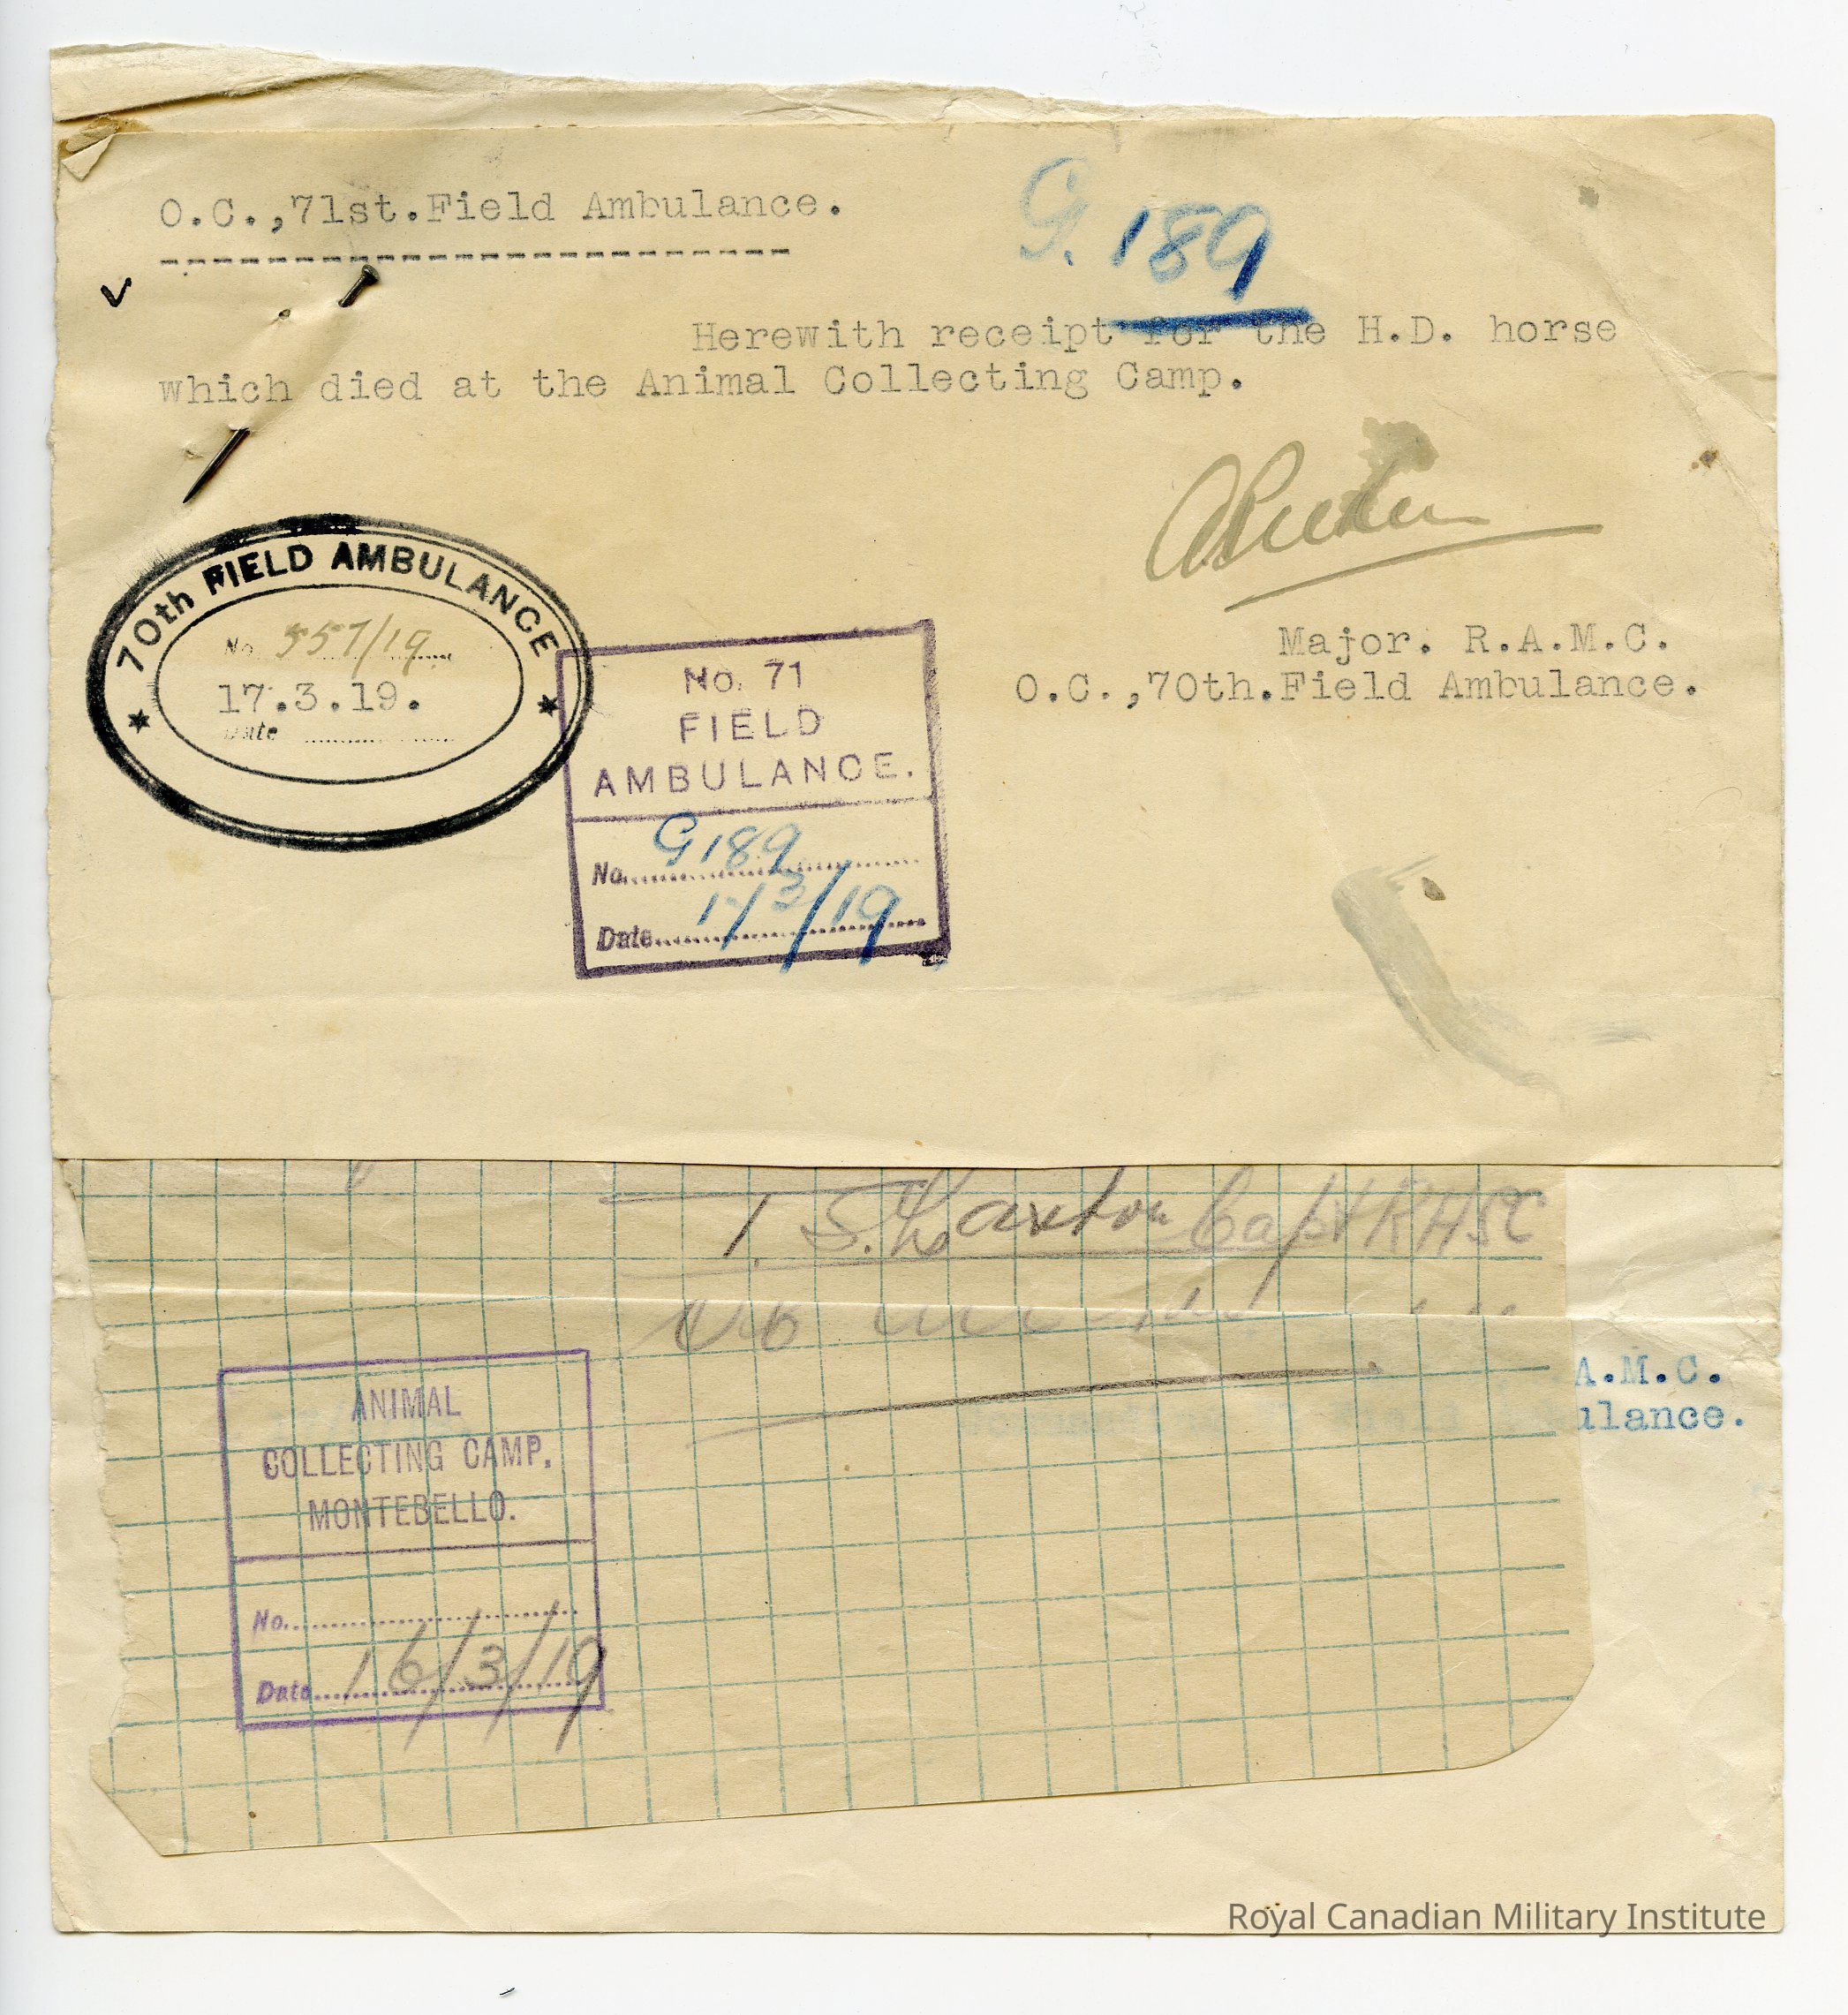 O.C.,71st.Field Ambulance.
G. 189
Herewith receipt for the H.D. horse
which died at the Animal Collecting Camp.
70th FIELD AMBULANCE
No. 557/19
17.3.19.
Date
Major. R.A.M.C.
O.C.,70th.Field Ambulance.
No. 71
FIELD
AMBULANCE.
No. G189
Date 17/3/19
Capt
A.M.C.
ulance.
ANIMAL
COLLECTING CAMP,
MONTEBELLO.
No.
Date 16/3/19
Royal Canadian Military Institute